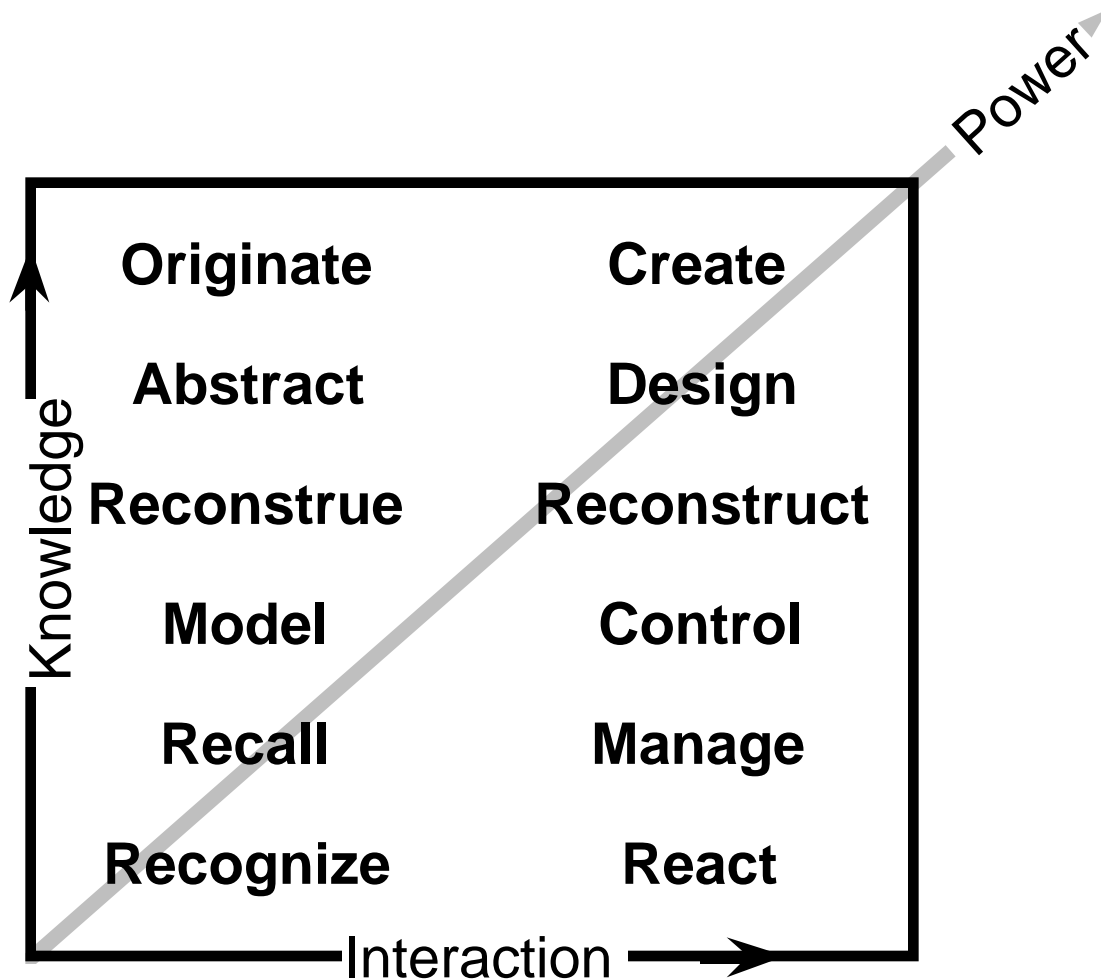 Power
Originate Create
Abstract Design
Knowledge
Reconstrue Reconstruct
Model Control
Recall Manage
Recognize React
Interaction